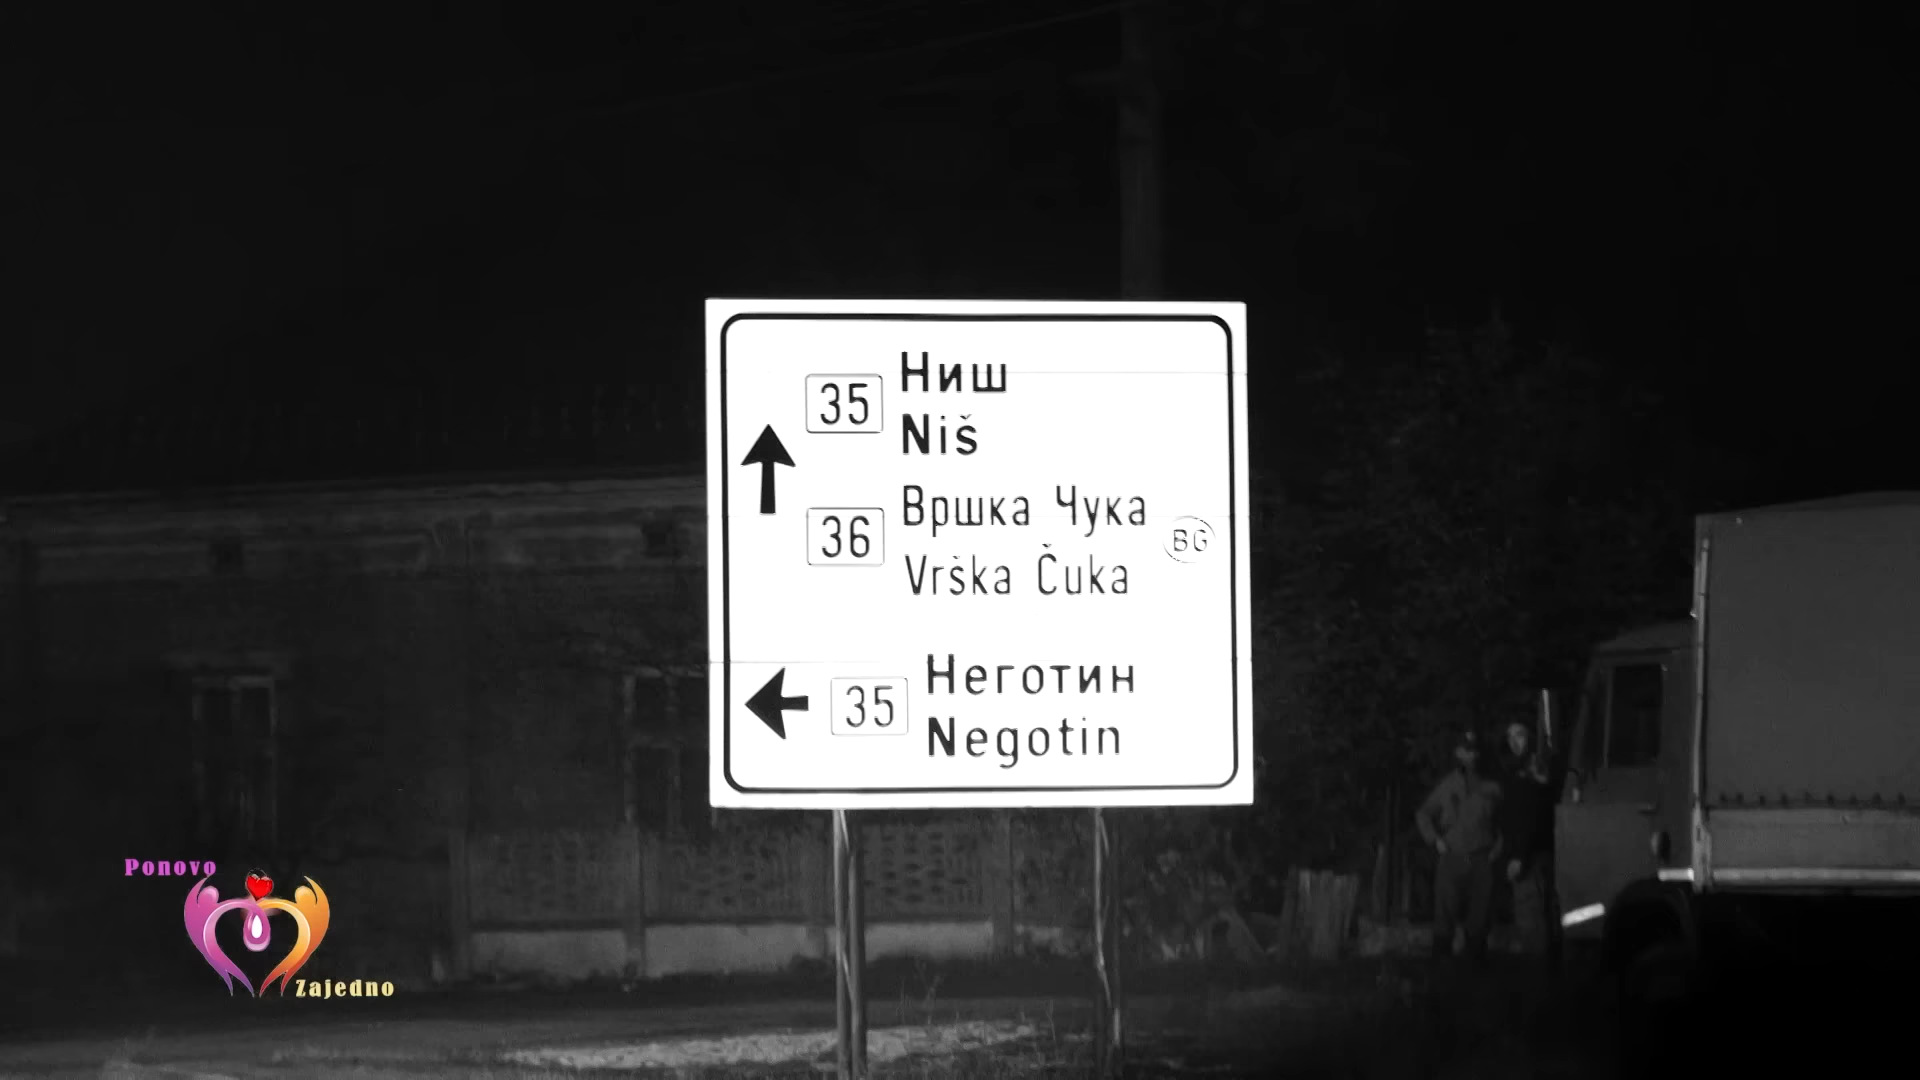 35 Ниш
Niš
36 Вршка Чука
BG
Vrška Čuka
35 Неготин
Negotin
Ponovo
Zajedno